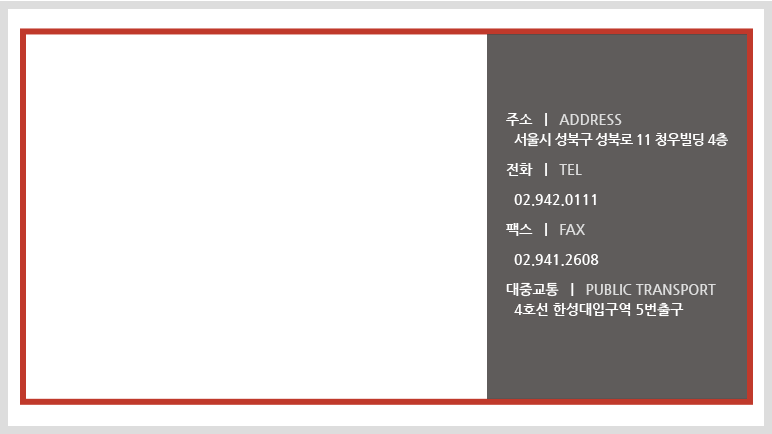 주소 | ADDRESS
서울시 성북구 성북로 11 청우빌딩 4층
전화 | TEL
02.942.0111
팩스 | FAX
02.941.2608
대중교통 | PUBLIC TRANSPORT
4호선 한성대입구역 5번출구